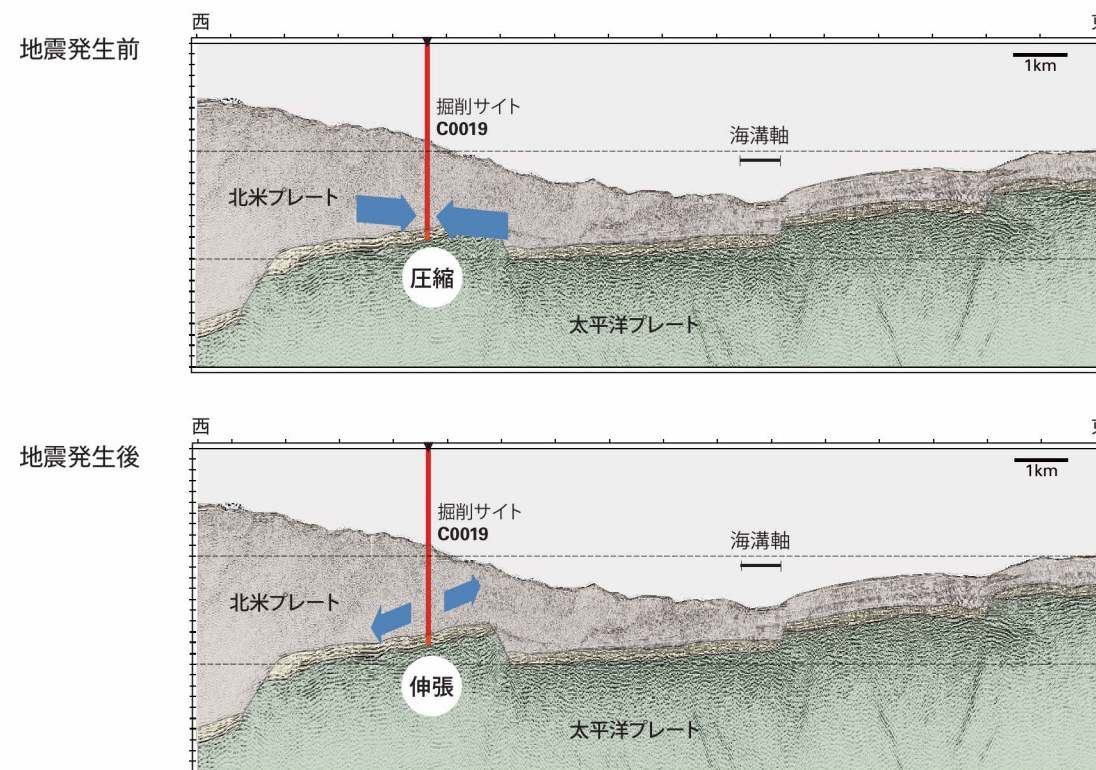 西
地震発生前
1km
掘削サイト
C0019
海溝軸
北米プレート
圧縮
太平洋プレート
西
地震発生後
1km
掘削サイト
C0019
海溝軸
北米プレート
伸張
太平洋プレート